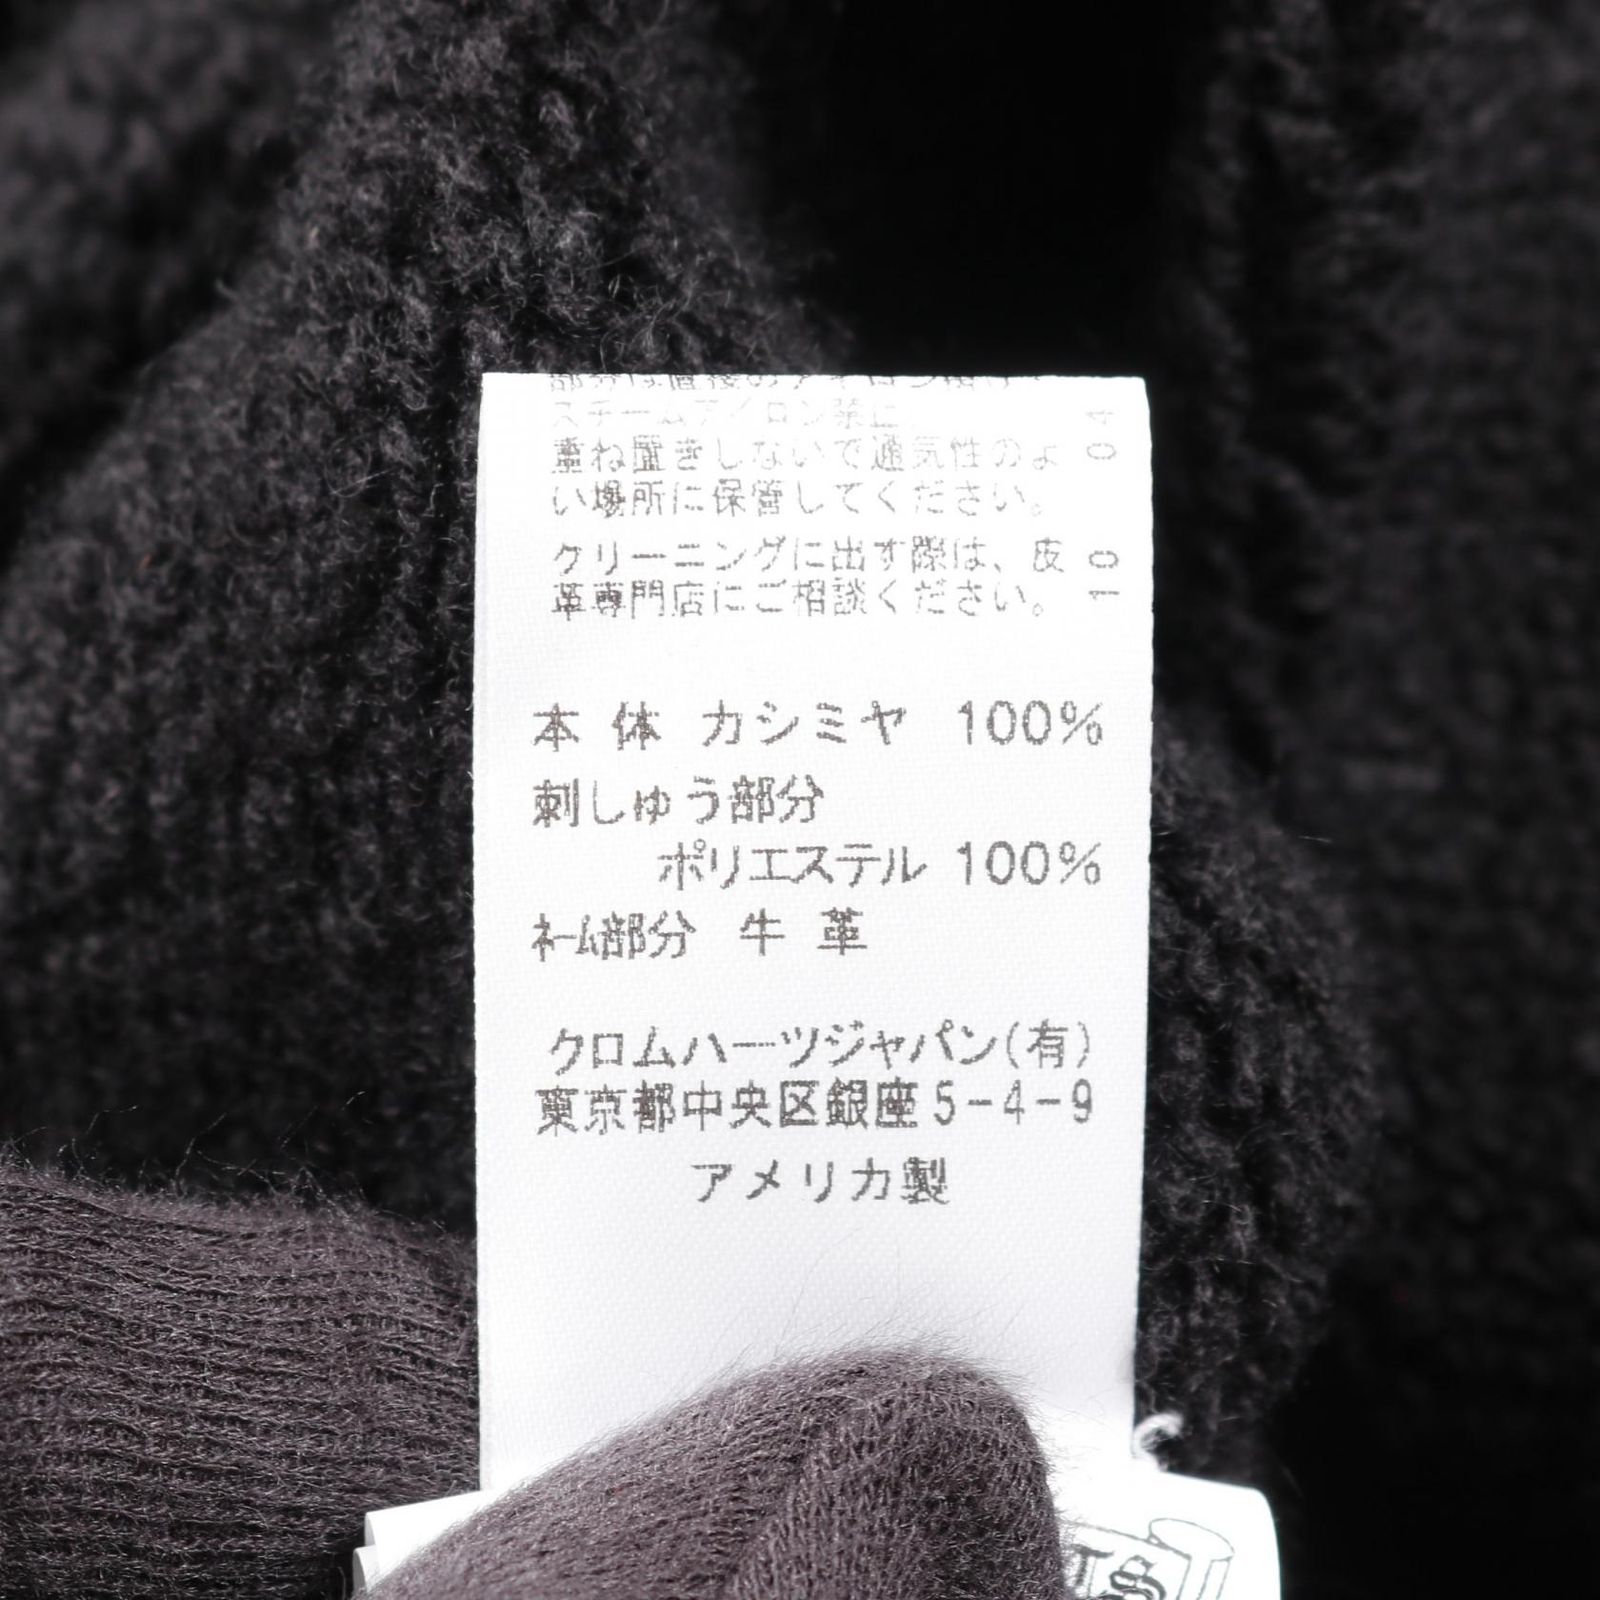 スチームアイロン禁止。
重ね置きしないで通気性のよ
い場所に保管してください。
クリーニングに出す際は、皮
革専門店にご相談ください。
10 04
本体 カシミヤ 100%
刺しゅう部分
ポリエステル 100%
ﾈｰﾑ部分 牛革
クロムハーツジャパン(有)
東京都中央区銀座5-4-9
アメリカ製